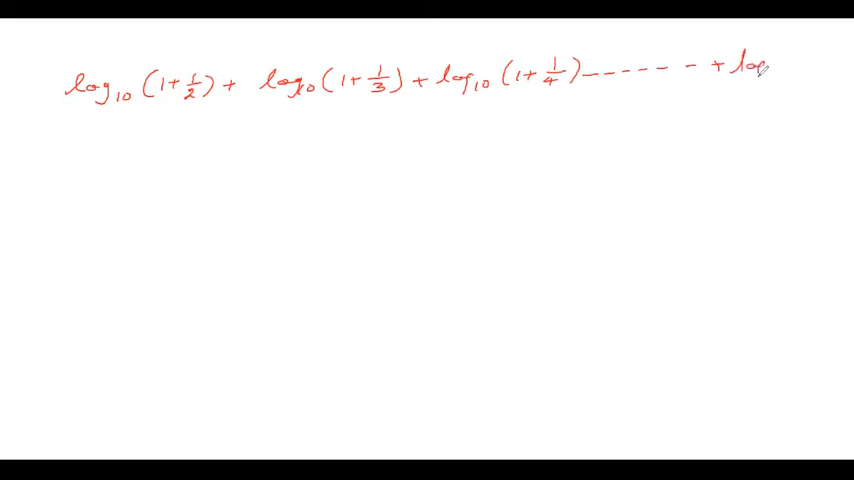 log₁₀ (1+1/2) + log₁₀ (1+1/3) + log₁₀ (1+1/4) ------- + log